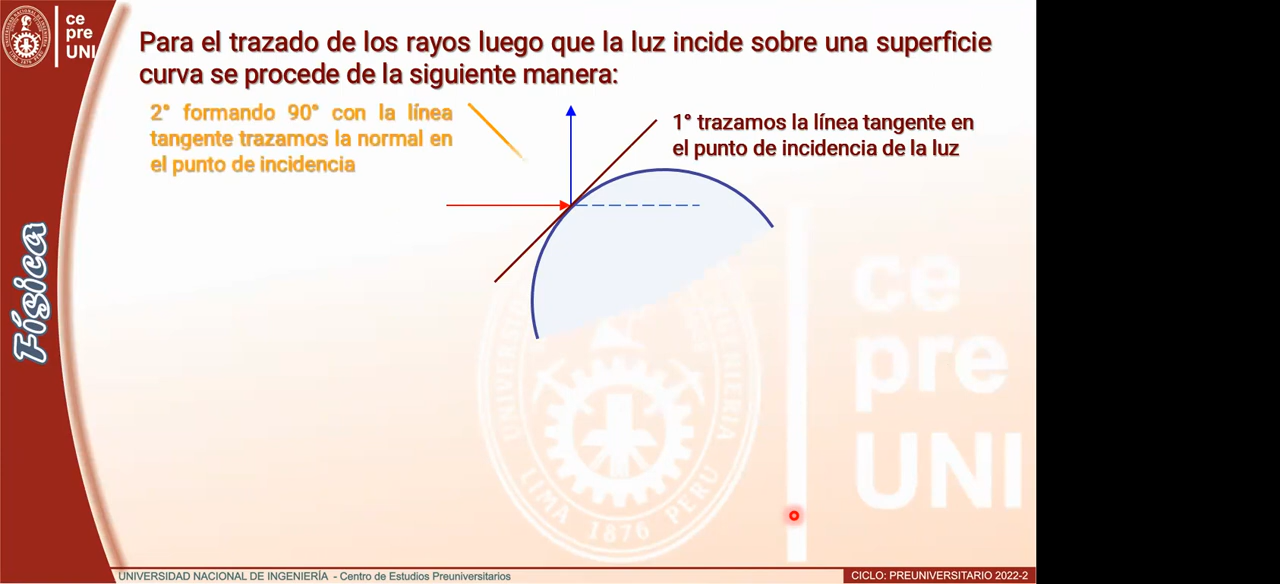 ce
pre
UNI
Para el trazado de los rayos luego que la luz incide sobre una superficie
curva se procede de la siguiente manera:
2° formando 90° con la línea
tangente trazamos la normal en
el punto de incidencia
1° trazamos la línea tangente en
el punto de incidencia de la luz
Física
ce
pre
UNI
LIMA 1876 PERU
UNIVERSIDAD NACIONAL DE INGENIERÍA - Centro de Estudios Preuniversitarios
CICLO: PREUNIVERSITARIO 2022-2